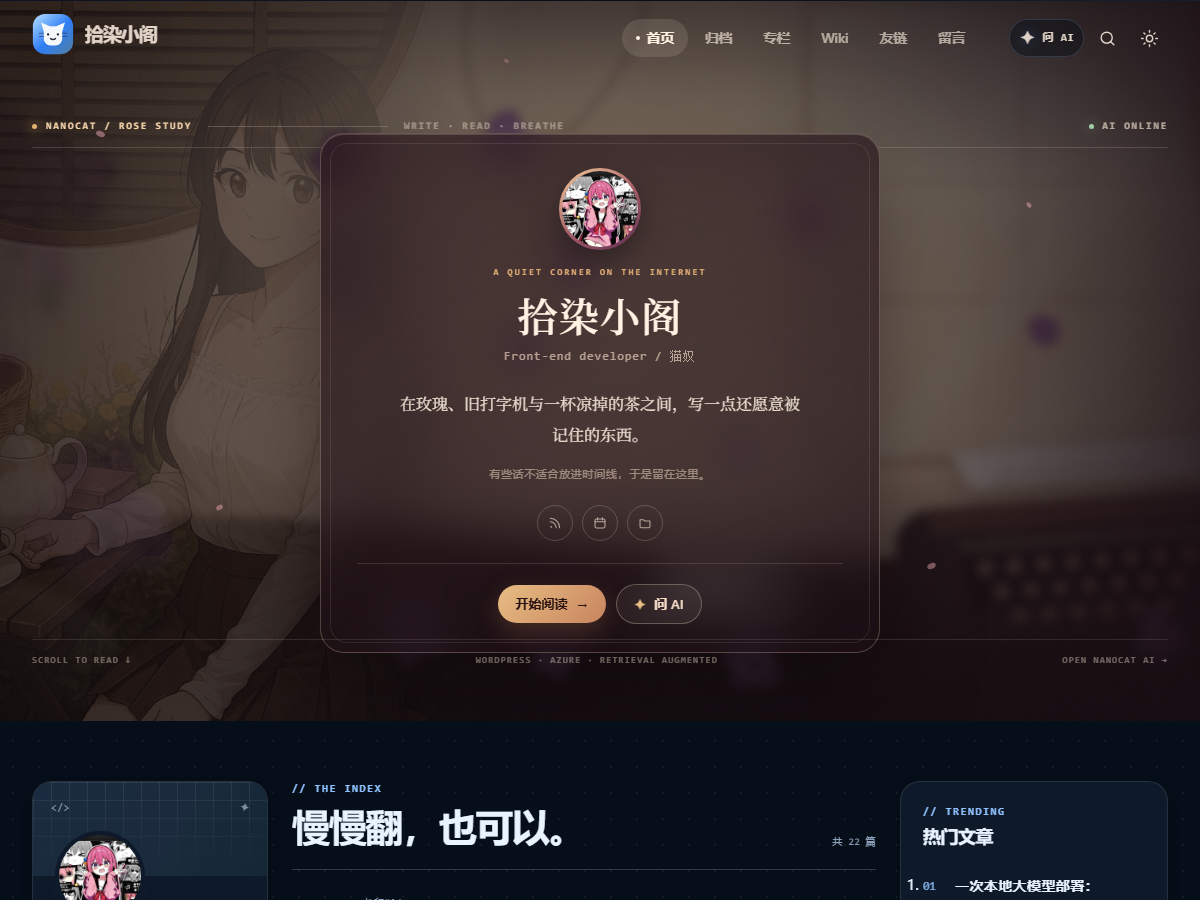 拾染小阁
首页 归档 专栏 Wiki 友链 留言 问 AI
NANOCAT / ROSE STUDY WRITE · READ · BREATHE AI ONLINE
A QUIET CORNER ON THE INTERNET
拾染小阁
Front-end developer / 猫奴
在玫瑰、旧打字机与一杯凉掉的茶之间，写一点还愿意被
记住的东西。
有些话不适合放进时间线，于是留在这里。
开始阅读 → 问 AI
SCROLL TO READ ↓ WORDPRESS · AZURE · RETRIEVAL AUGMENTED OPEN NANOCAT AI →
</>
// THE INDEX
慢慢翻，也可以。
共 22 篇
// TRENDING
热门文章
1. 01 一次本地大模型部署：